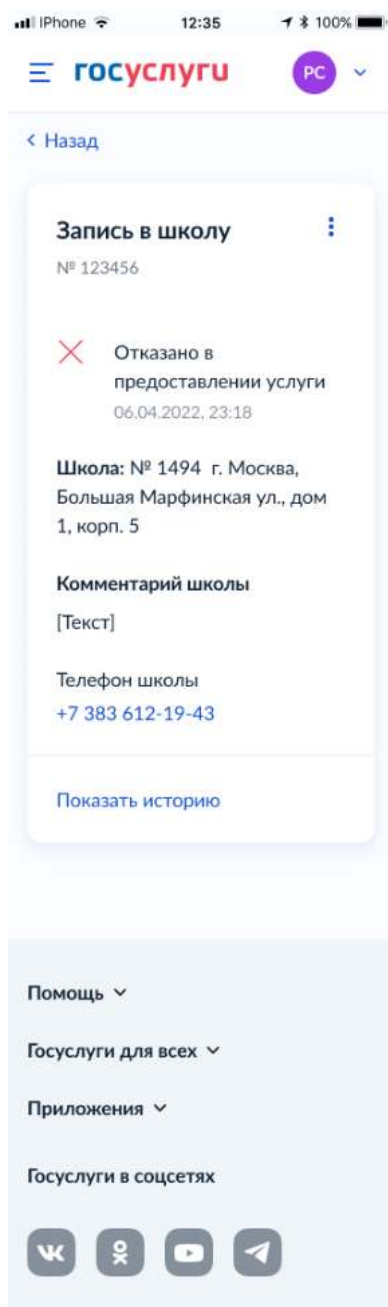 iPhone 12:35 100%
госуслуги РС
Назад
Запись в школу
№ 123456
Отказано в
предоставлении услуги
06.04.2022, 23:18
Школа: № 1494 г. Москва,
Большая Марфинская ул., дом
1, корп. 5
Комментарий школы
[Текст]
Телефон школы
+7 383 612-19-43
Показать историю
Помощь
Госуслуги для всех
Приложения
Госуслуги в соцсетях